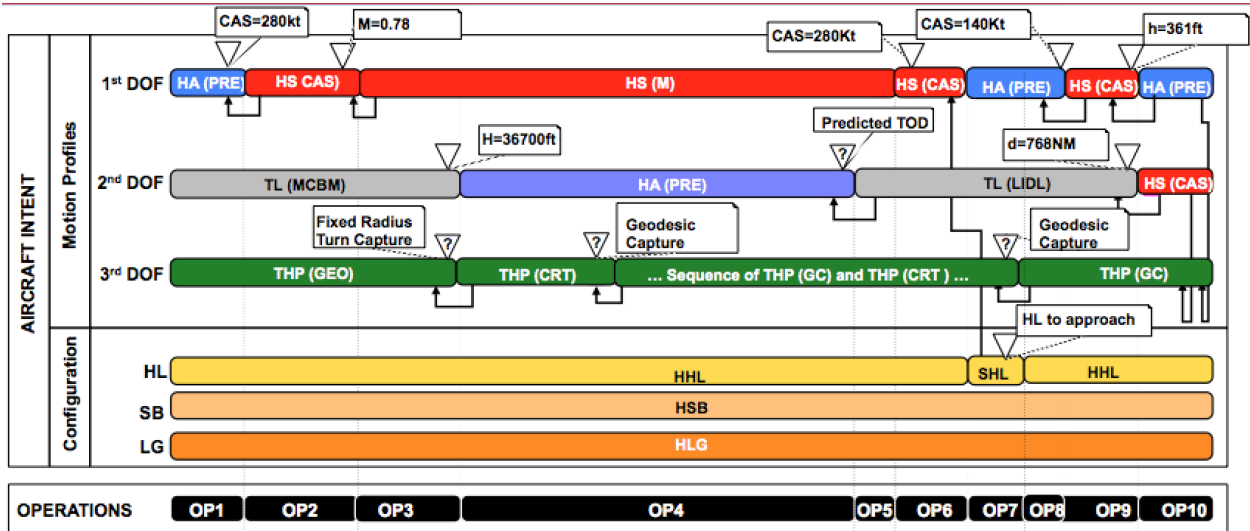 CAS=280kt
M=0.78
CAS=280Kt
CAS=140Kt
h=361ft
AIRCRAFT INTENT
Motion Profiles
1st DOF
HA (PRE)
HS CAS)
HS (M)
HS (CAS)
HA (PRE)
HS (CAS)
HA (PRE)
H=36700ft
Predicted TOD
?
d=768NM
2nd DOF
TL (MCBM)
HA (PRE)
TL (LIDL)
HS (CAS)
Fixed Radius
Turn Capture
?
Geodesic
Capture
?
Geodesic
Capture
?
3rd DOF
THP (GEO)
THP (CRT)
... Sequence of THP (GC) and THP (CRT ) ...
THP (GC)
HL to approach
Configuration
HL
HHL
SHL
HHL
SB
HSB
LG
HLG
OPERATIONS
OP1
OP2
OP3
OP4
OP5
OP6
OP7
OP8
OP9
OP10